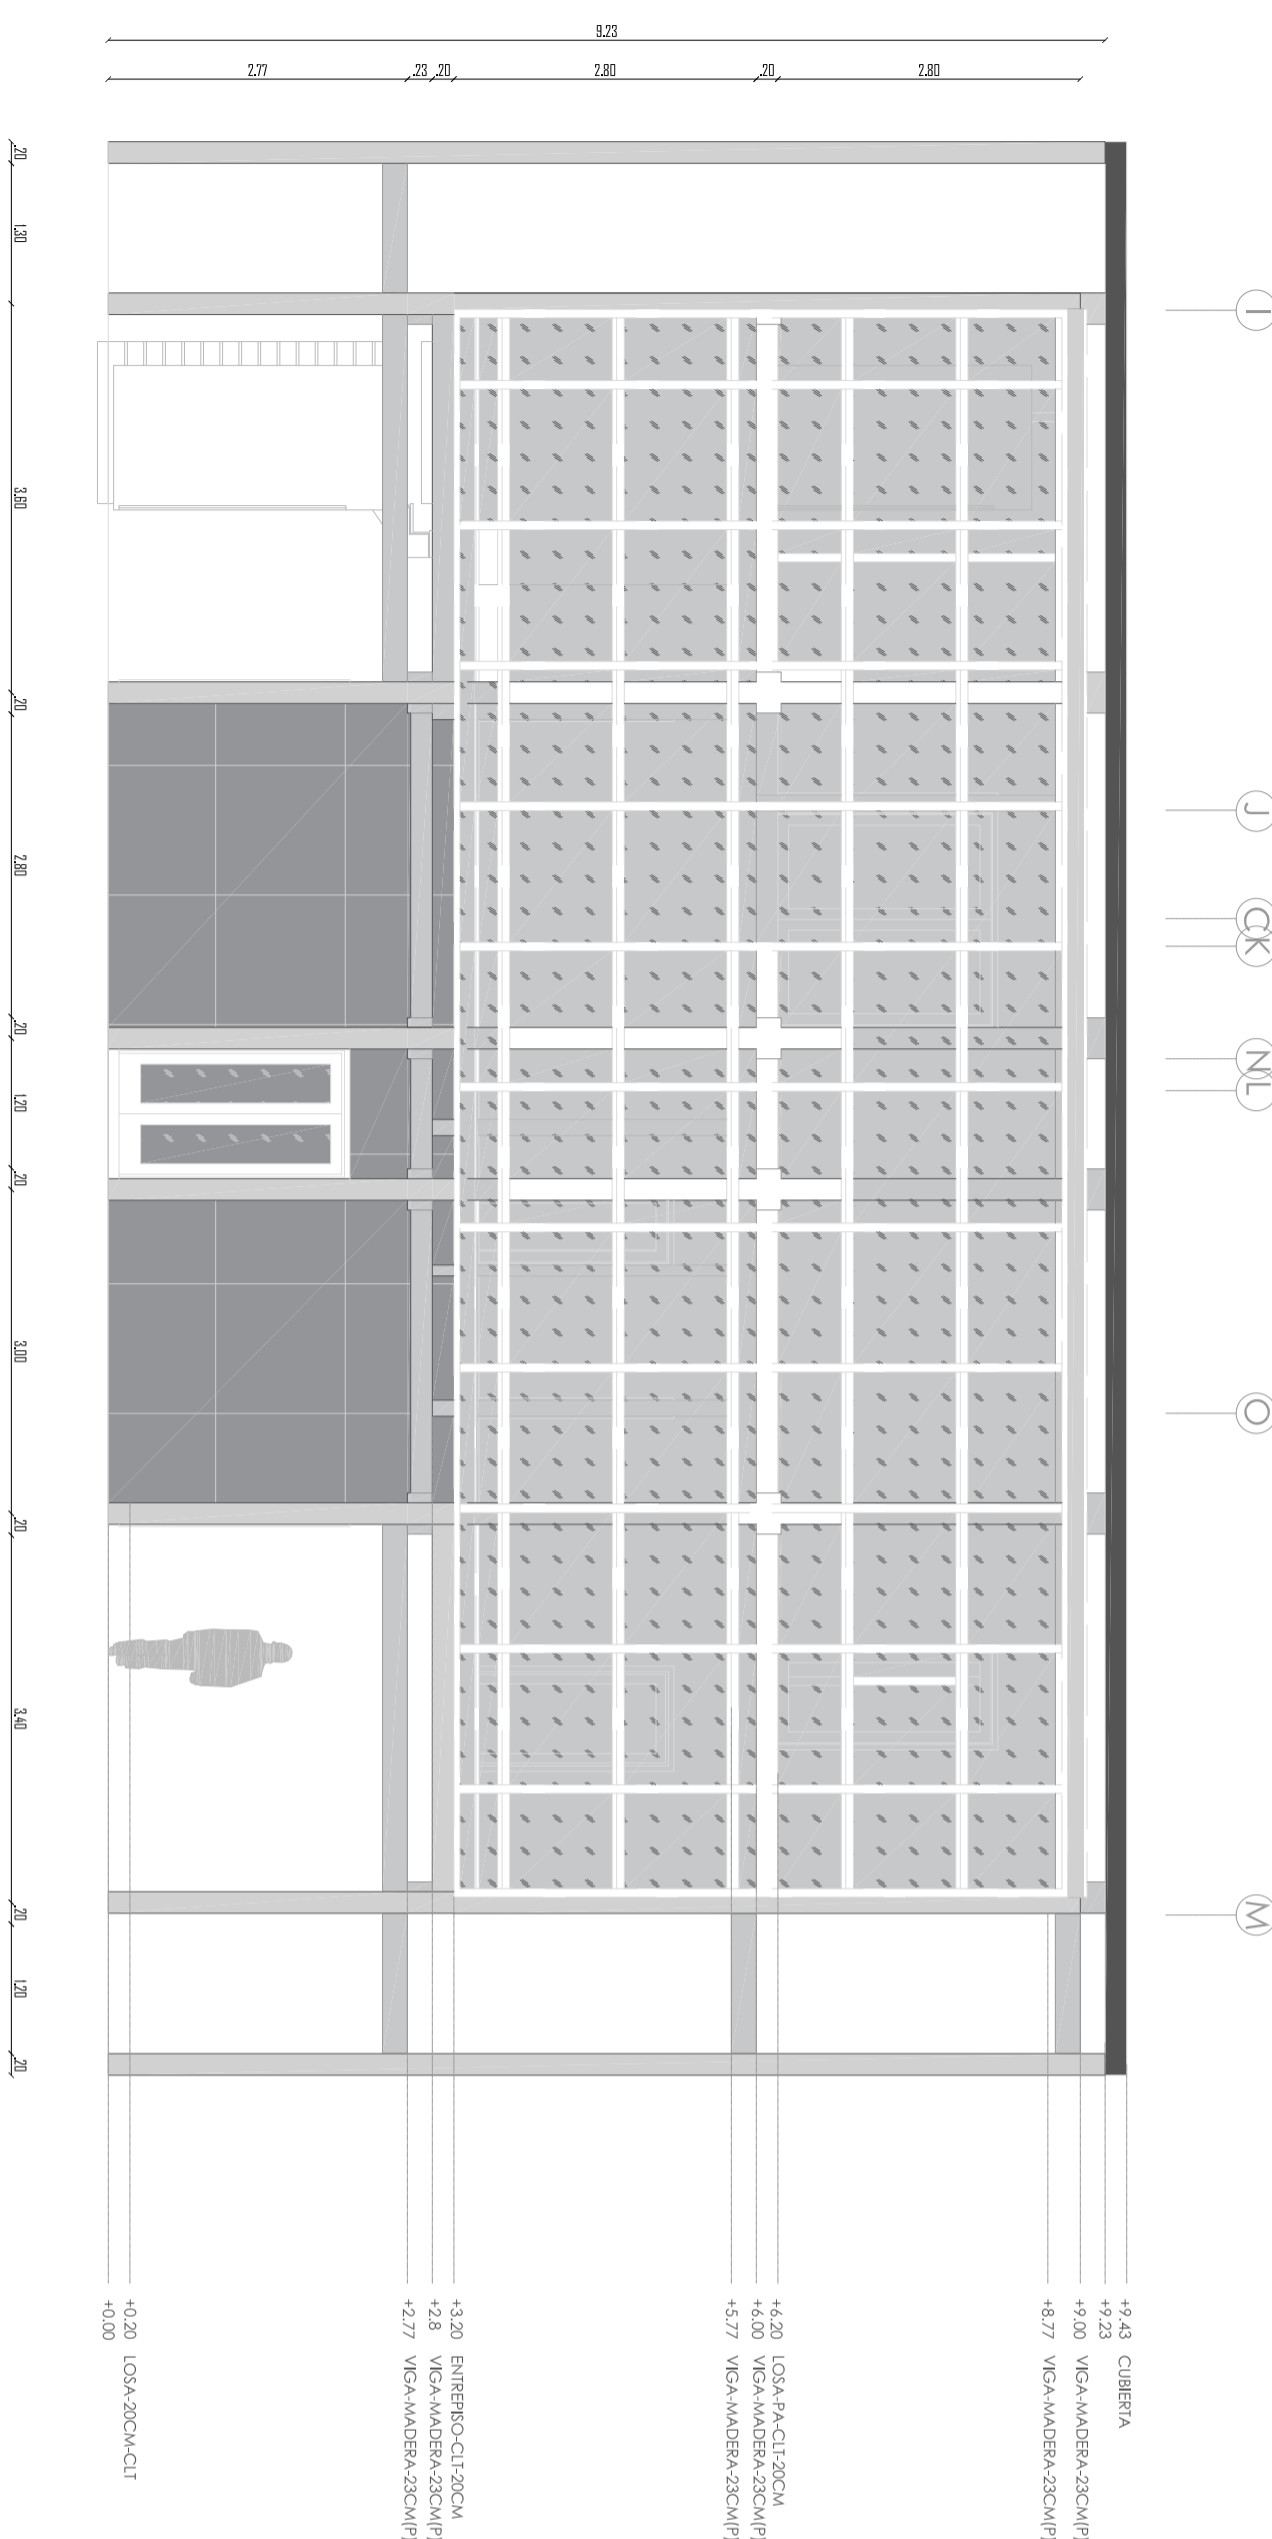 9.23
2.77
.23
.20
2.80
.20
2.80
.20
1.30
3.60
.20
2.80
.20
1.20
.20
3.00
.20
3.40
.20
1.20
.20
I
J
C
K
N
L
O
M
+9.43 CUBIERTA
+9.23
+9.00 VIGA-MADERA-23CM(P)
+8.77 VIGA-MADERA-23CM(P)
+6.20 LOSA-PA-CLT-20CM
+6.00 VIGA-MADERA-23CM(P)
+5.77 VIGA-MADERA-23CM(P)
+3.20 ENTREPISO-CLT-20CM
+2.8 VIGA-MADERA-23CM(P)
+2.77 VIGA-MADERA-23CM(P)
+0.20 LOSA-20CM-CLT
+0.00